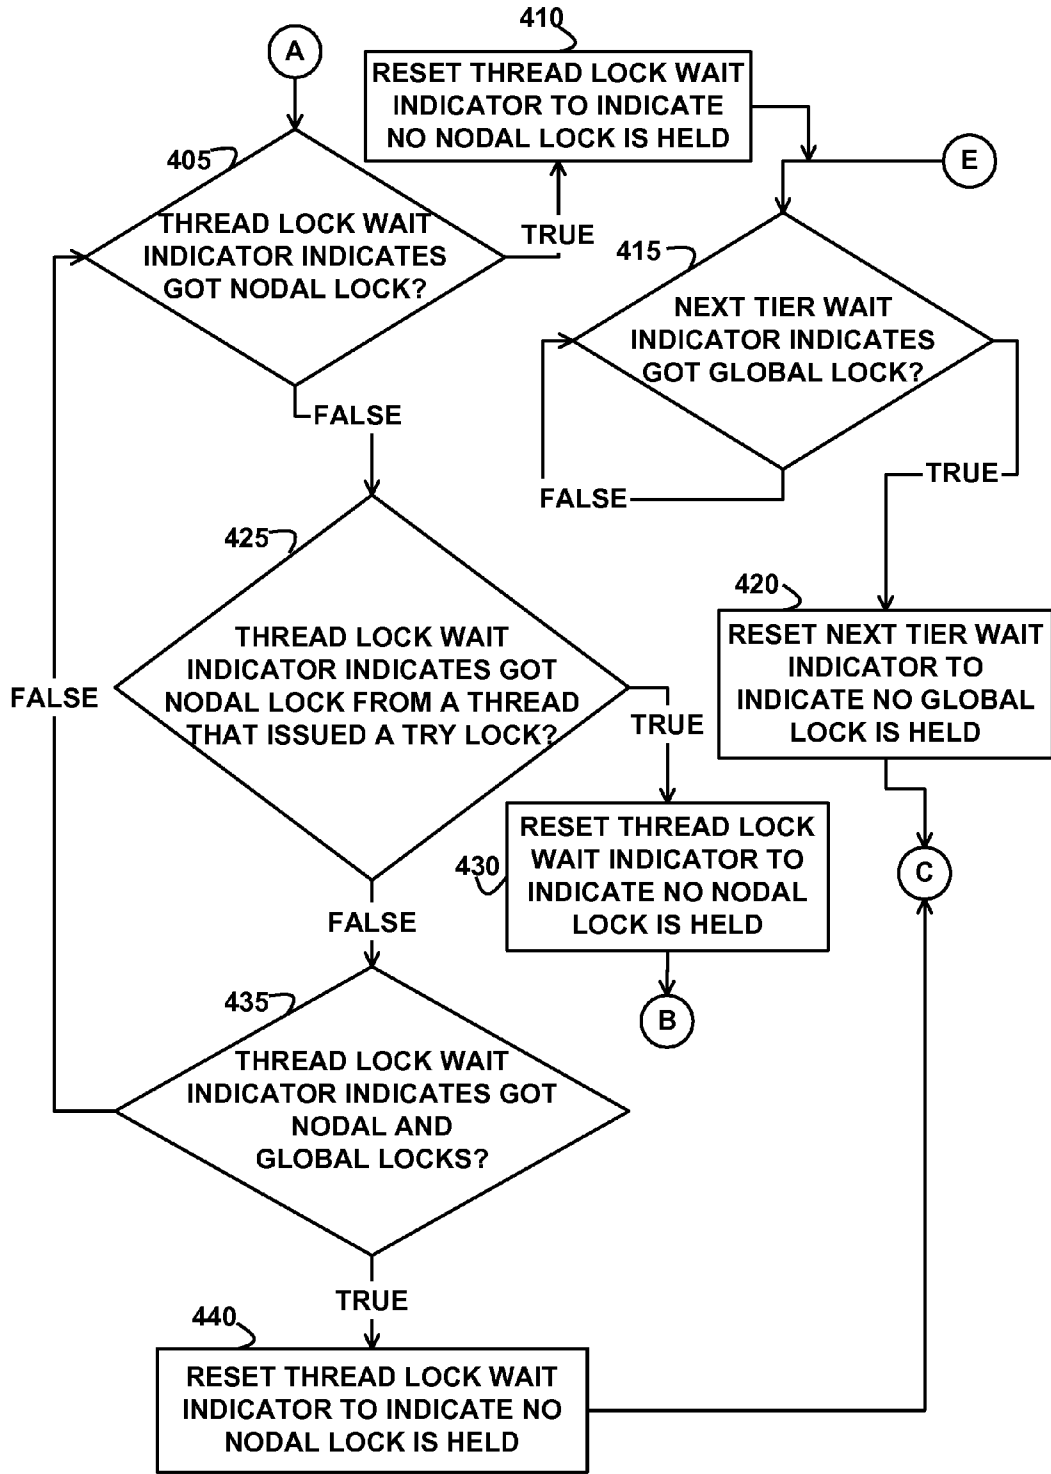 410
A
RESET THREAD LOCK WAIT
INDICATOR TO INDICATE
NO NODAL LOCK IS HELD
405
E
THREAD LOCK WAIT
INDICATOR INDICATES
GOT NODAL LOCK?
TRUE
415
NEXT TIER WAIT
INDICATOR INDICATES
GOT GLOBAL LOCK?
FALSE
TRUE
FALSE
425
420
THREAD LOCK WAIT
INDICATOR INDICATES GOT
NODAL LOCK FROM A THREAD
THAT ISSUED A TRY LOCK?
RESET NEXT TIER WAIT
INDICATOR TO
INDICATE NO GLOBAL
LOCK IS HELD
FALSE
TRUE
430
RESET THREAD LOCK
WAIT INDICATOR TO
INDICATE NO NODAL
LOCK IS HELD
C
FALSE
435
B
THREAD LOCK WAIT
INDICATOR INDICATES GOT
NODAL AND
GLOBAL LOCKS?
TRUE
440
RESET THREAD LOCK WAIT
INDICATOR TO INDICATE NO
NODAL LOCK IS HELD